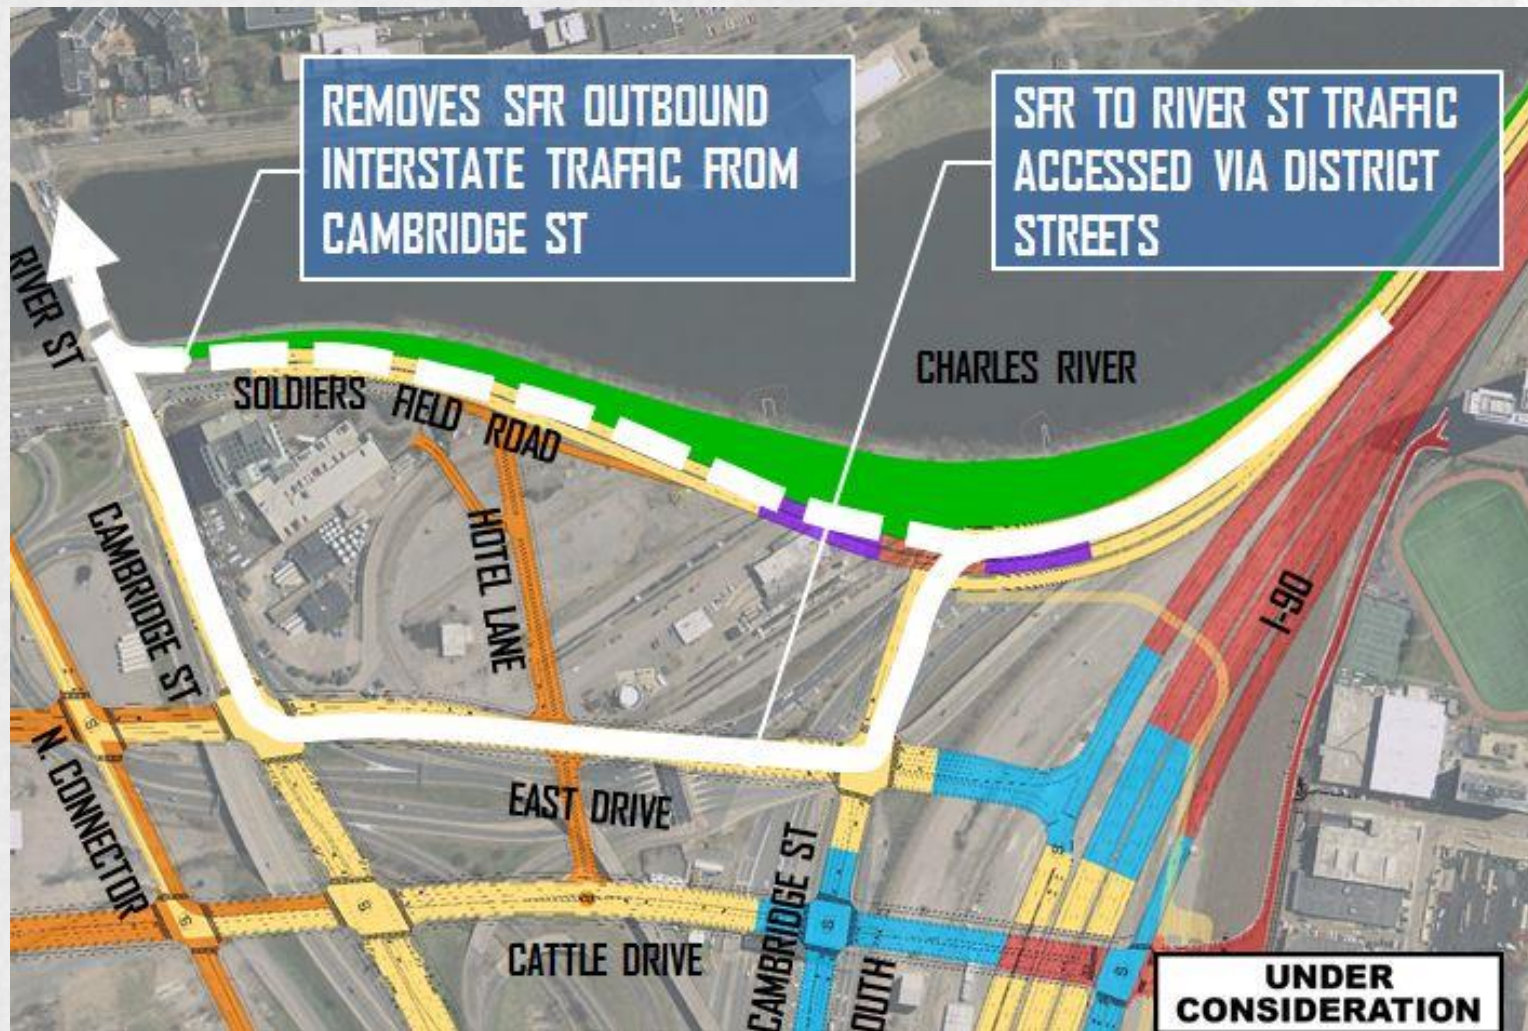 REMOVES SFR OUTBOUND
INTERSTATE TRAFFIC FROM
CAMBRIDGE ST
SFR TO RIVER ST TRAFFIC
ACCESSED VIA DISTRICT
STREETS
RIVER ST
CHARLES RIVER
SOLDIERS FIELD ROAD
CAMBRIDGE ST
HOTEL LANE
I-90
N. CONNECTOR
EAST DRIVE
CAMBRIDGE ST
OUTH
CATTLE DRIVE
S
S
S
S
S
S
UNDER
CONSIDERATION